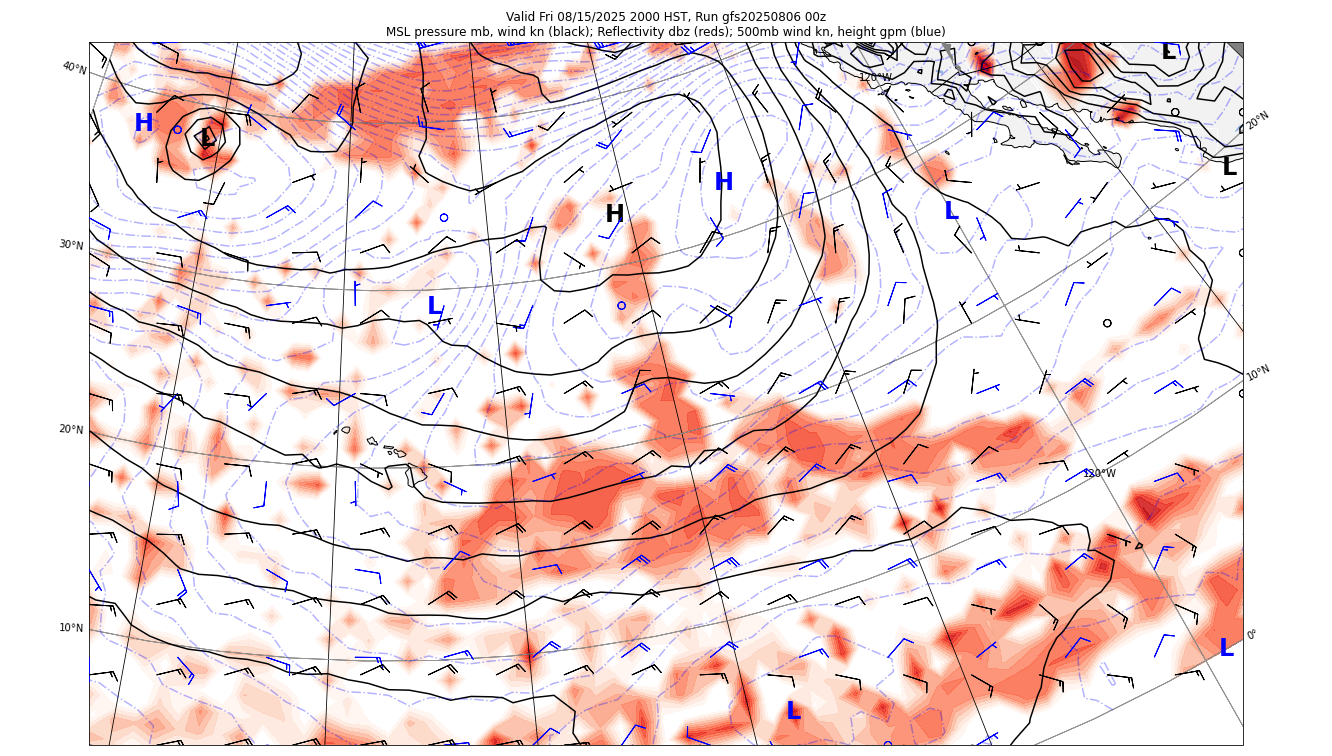 Valid Fri 08/15/2025 2000 HST, Run gfs20250806 00z
MSL pressure mb, wind kn (black); Reflectivity dbz (reds); 500mb wind kn, height gpm (blue)
40°N
120°W
L
20°N
H
L
H
L
H
L
30°N
L
10°N
20°N
120°W
10°N
0°
L
L